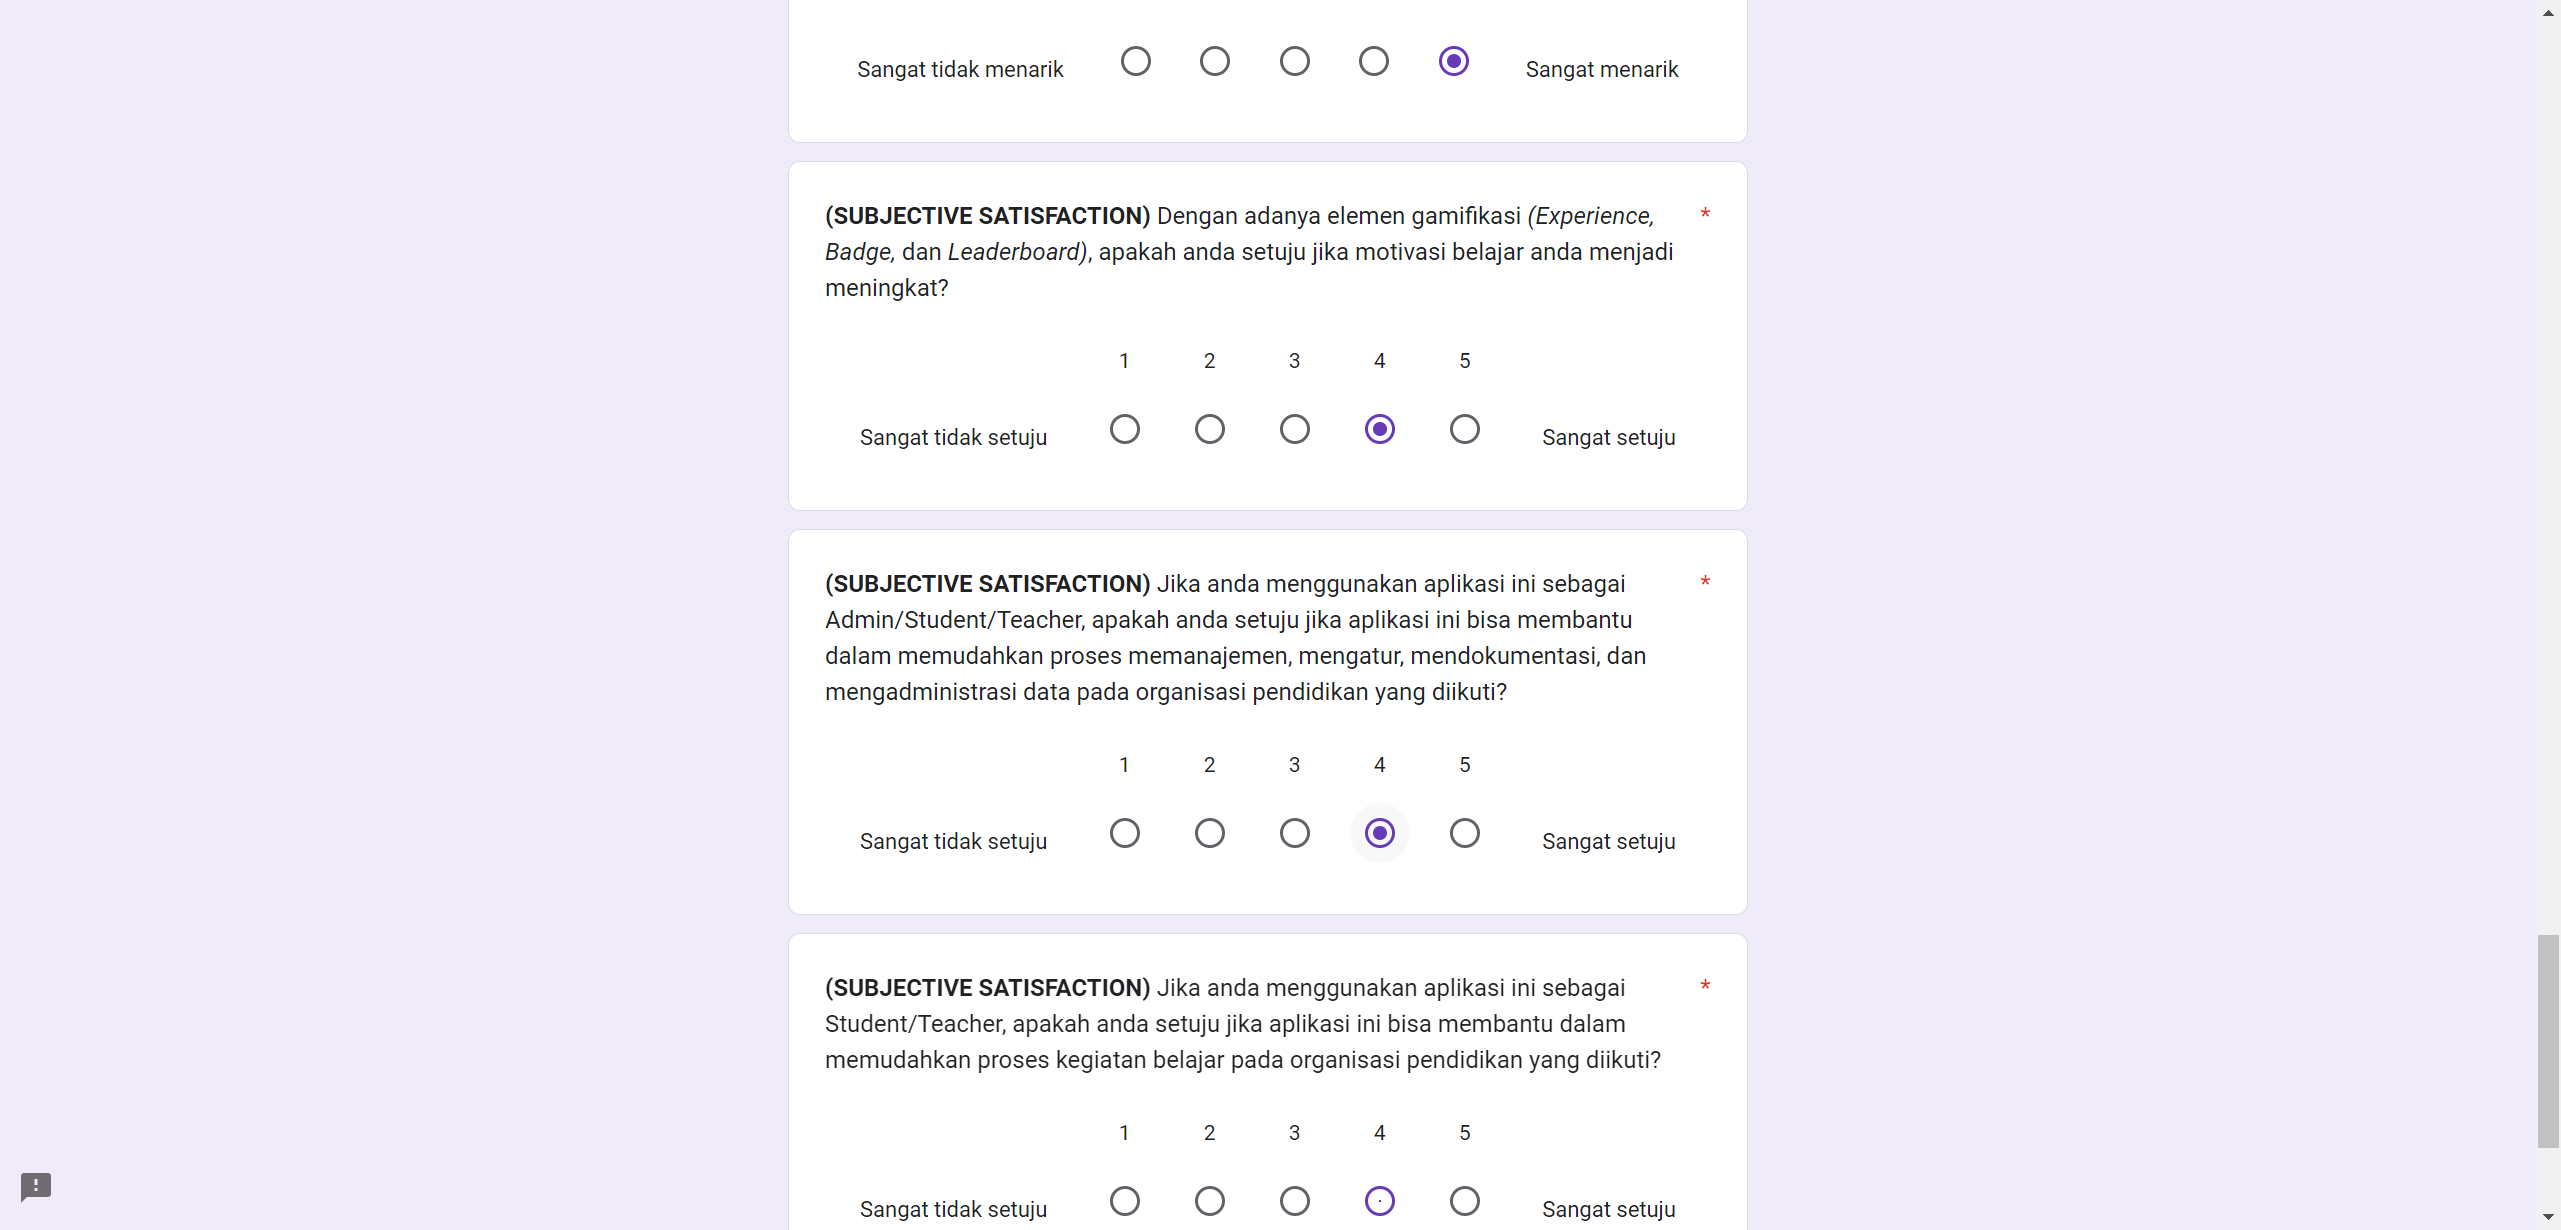 Sangat tidak menarik Sangat menarik
(SUBJECTIVE SATISFACTION) Dengan adanya elemen gamifikasi (Experience, *
Badge, dan Leaderboard), apakah anda setuju jika motivasi belajar anda menjadi
meningkat?
1 2 3 4 5
Sangat tidak setuju Sangat setuju
(SUBJECTIVE SATISFACTION) Jika anda menggunakan aplikasi ini sebagai *
Admin/Student/Teacher, apakah anda setuju jika aplikasi ini bisa membantu
dalam memudahkan proses memanajemen, mengatur, mendokumentasi, dan
mengadministrasi data pada organisasi pendidikan yang diikuti?
1 2 3 4 5
Sangat tidak setuju Sangat setuju
(SUBJECTIVE SATISFACTION) Jika anda menggunakan aplikasi ini sebagai *
Student/Teacher, apakah anda setuju jika aplikasi ini bisa membantu dalam
memudahkan proses kegiatan belajar pada organisasi pendidikan yang diikuti?
1 2 3 4 5
Sangat tidak setuju Sangat setuju